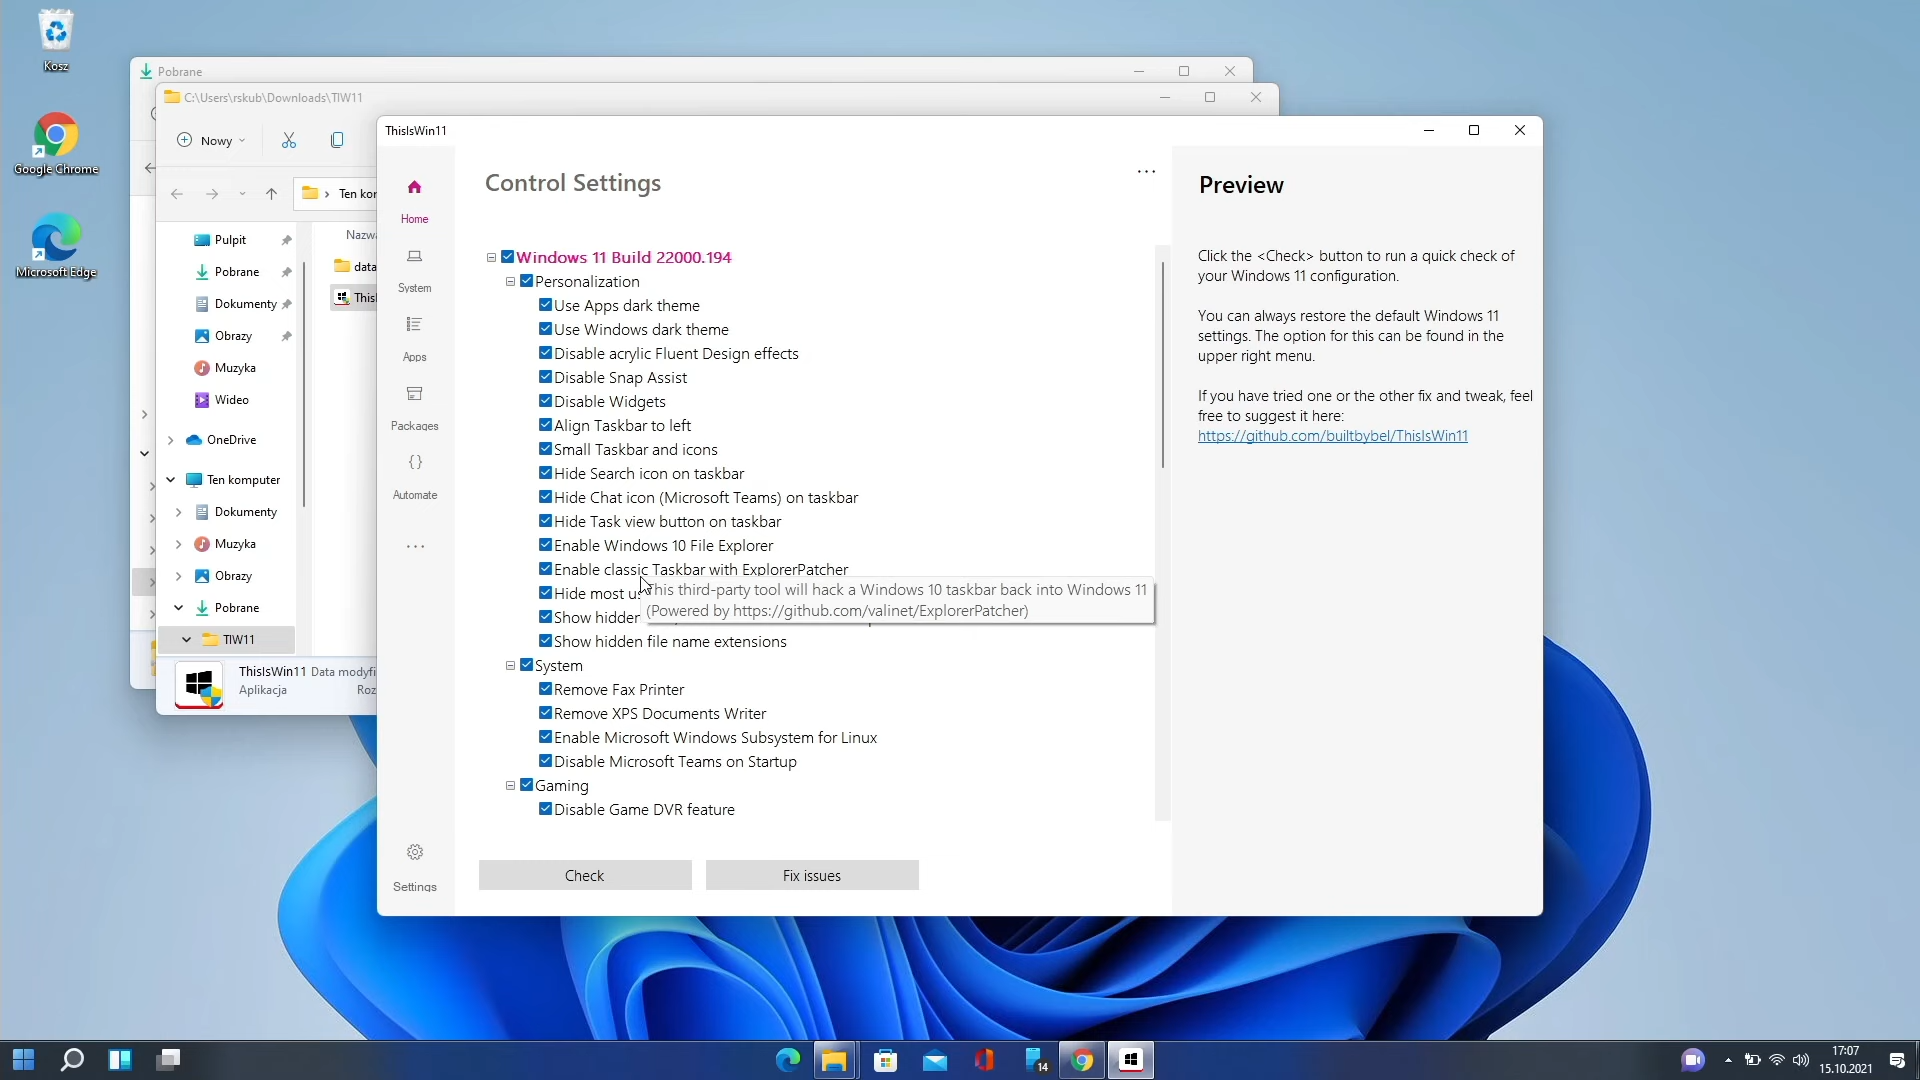 Kosz
Google Chrome
Microsoft Edge
Pobrane
C:\Users\rskub\Downloads\TIW11
Nowy
Ten kor
Nazwa
Pulpit
Pobrane
Dokumenty
Obrazy
Muzyka
Wideo
OneDrive
Ten komputer
Dokumenty
Muzyka
Obrazy
Pobrane
TIW11
data
ThisI
ThisIsWin11 Data modyfi
Aplikacja Roz
ThisIsWin11
Home
System
Apps
Packages
Automate
Settings
Control Settings
Windows 11 Build 22000.194
Personalization
Use Apps dark theme
Use Windows dark theme
Disable acrylic Fluent Design effects
Disable Snap Assist
Disable Widgets
Align Taskbar to left
Small Taskbar and icons
Hide Search icon on taskbar
Hide Chat icon (Microsoft Teams) on taskbar
Hide Task view button on taskbar
Enable Windows 10 File Explorer
Enable classic Taskbar with ExplorerPatcher
Hide most us
This third-party tool will hack a Windows 10 taskbar back into Windows 11
(Powered by https://github.com/valinet/ExplorerPatcher)
Show hidden
Show hidden file name extensions
System
Remove Fax Printer
Remove XPS Documents Writer
Enable Microsoft Windows Subsystem for Linux
Disable Microsoft Teams on Startup
Gaming
Disable Game DVR feature
Check
Fix issues
Preview
Click the <Check> button to run a quick check of
your Windows 11 configuration.
You can always restore the default Windows 11
settings. The option for this can be found in the
upper right menu.
If you have tried one or the other fix and tweak, feel
free to suggest it here:
https://github.com/builtbybel/ThisIsWin11
14
17:07
15.10.2021